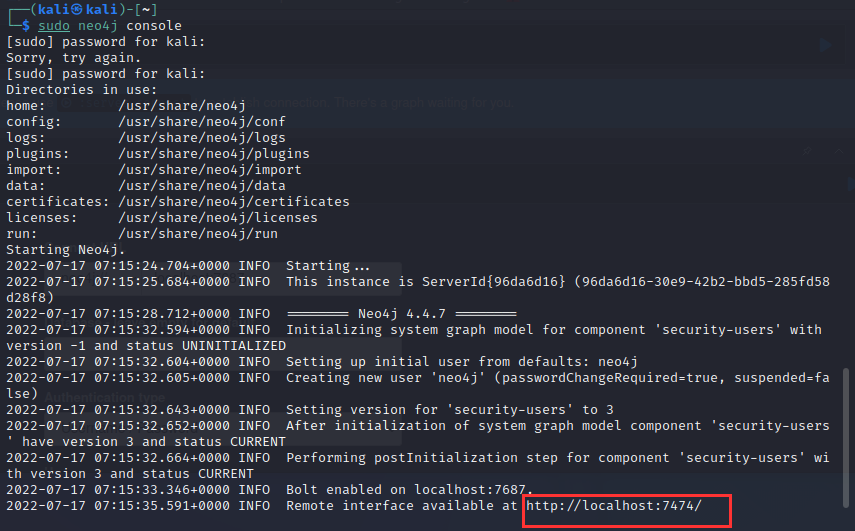 ┌──(kali㉿kali)-[~]
└─$ sudo neo4j console
[sudo] password for kali:
Sorry, try again.
[sudo] password for kali:
Directories in use:
home:         /usr/share/neo4j
config:       /usr/share/neo4j/conf
logs:         /usr/share/neo4j/logs
plugins:      /usr/share/neo4j/plugins
import:       /usr/share/neo4j/import
data:         /usr/share/neo4j/data
certificates: /usr/share/neo4j/certificates
licenses:     /usr/share/neo4j/licenses
run:          /usr/share/neo4j/run
Starting Neo4j.
2022-07-17 07:15:24.704+0000 INFO  Starting...
2022-07-17 07:15:25.684+0000 INFO  This instance is ServerId{96da6d16} (96da6d16-30e9-42b2-bbd5-285fd58
d28f8)
2022-07-17 07:15:28.712+0000 INFO  ======== Neo4j 4.4.7 ========
2022-07-17 07:15:32.594+0000 INFO  Initializing system graph model for component 'security-users' with
version -1 and status UNINITIALIZED
2022-07-17 07:15:32.604+0000 INFO  Setting up initial user from defaults: neo4j
2022-07-17 07:15:32.605+0000 INFO  Creating new user 'neo4j' (passwordChangeRequired=true, suspended=fa
lse)
Authentication type
2022-07-17 07:15:32.643+0000 INFO  Setting version for 'security-users' to 3
2022-07-17 07:15:32.652+0000 INFO  After initialization of system graph model component 'security-users
' have version 3 and status CURRENT
2022-07-17 07:15:32.664+0000 INFO  Performing postInitialization step for component 'security-users' wi
th version 3 and status CURRENT
2022-07-17 07:15:33.346+0000 INFO  Bolt enabled on localhost:7687.
2022-07-17 07:15:35.591+0000 INFO  Remote interface available at http://localhost:7474/